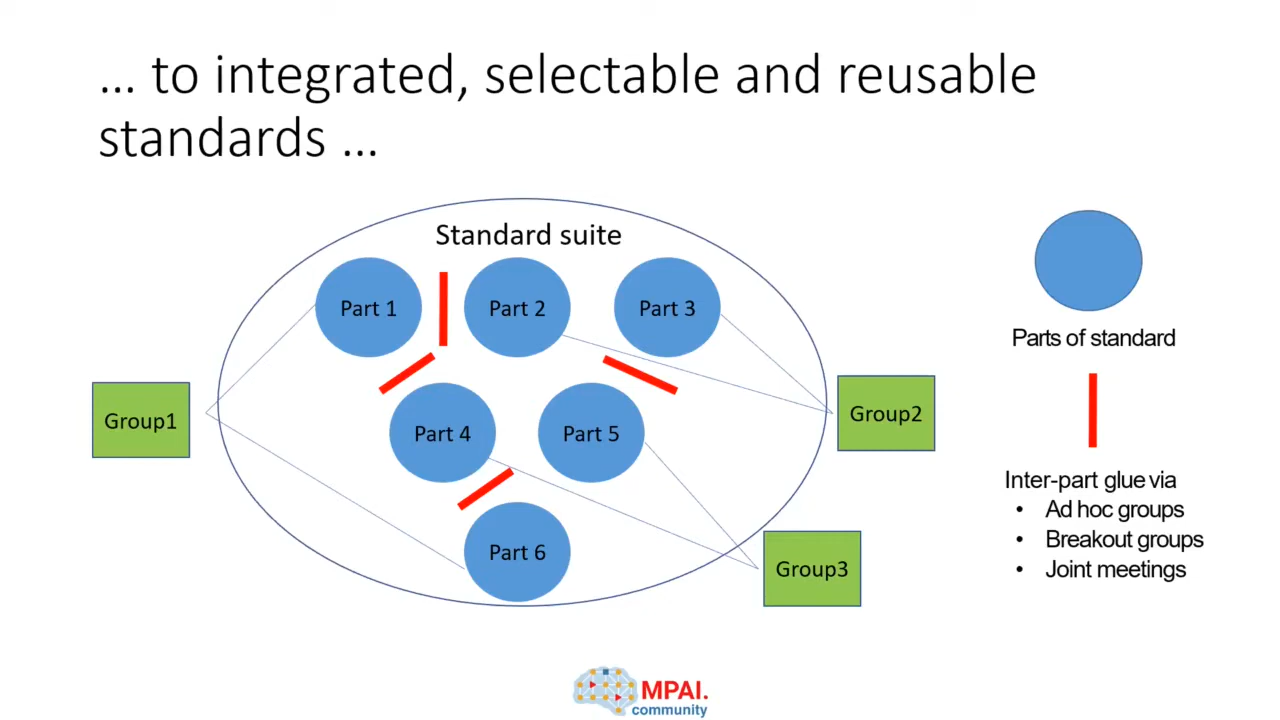 … to integrated, selectable and reusable
standards …
Standard suite
Part 1
Part 2
Part 3
Group1
Part 4
Part 5
Group2
Part 6
Group3
Parts of standard
Inter-part glue via
• Ad hoc groups
• Breakout groups
• Joint meetings
MPAI.
community